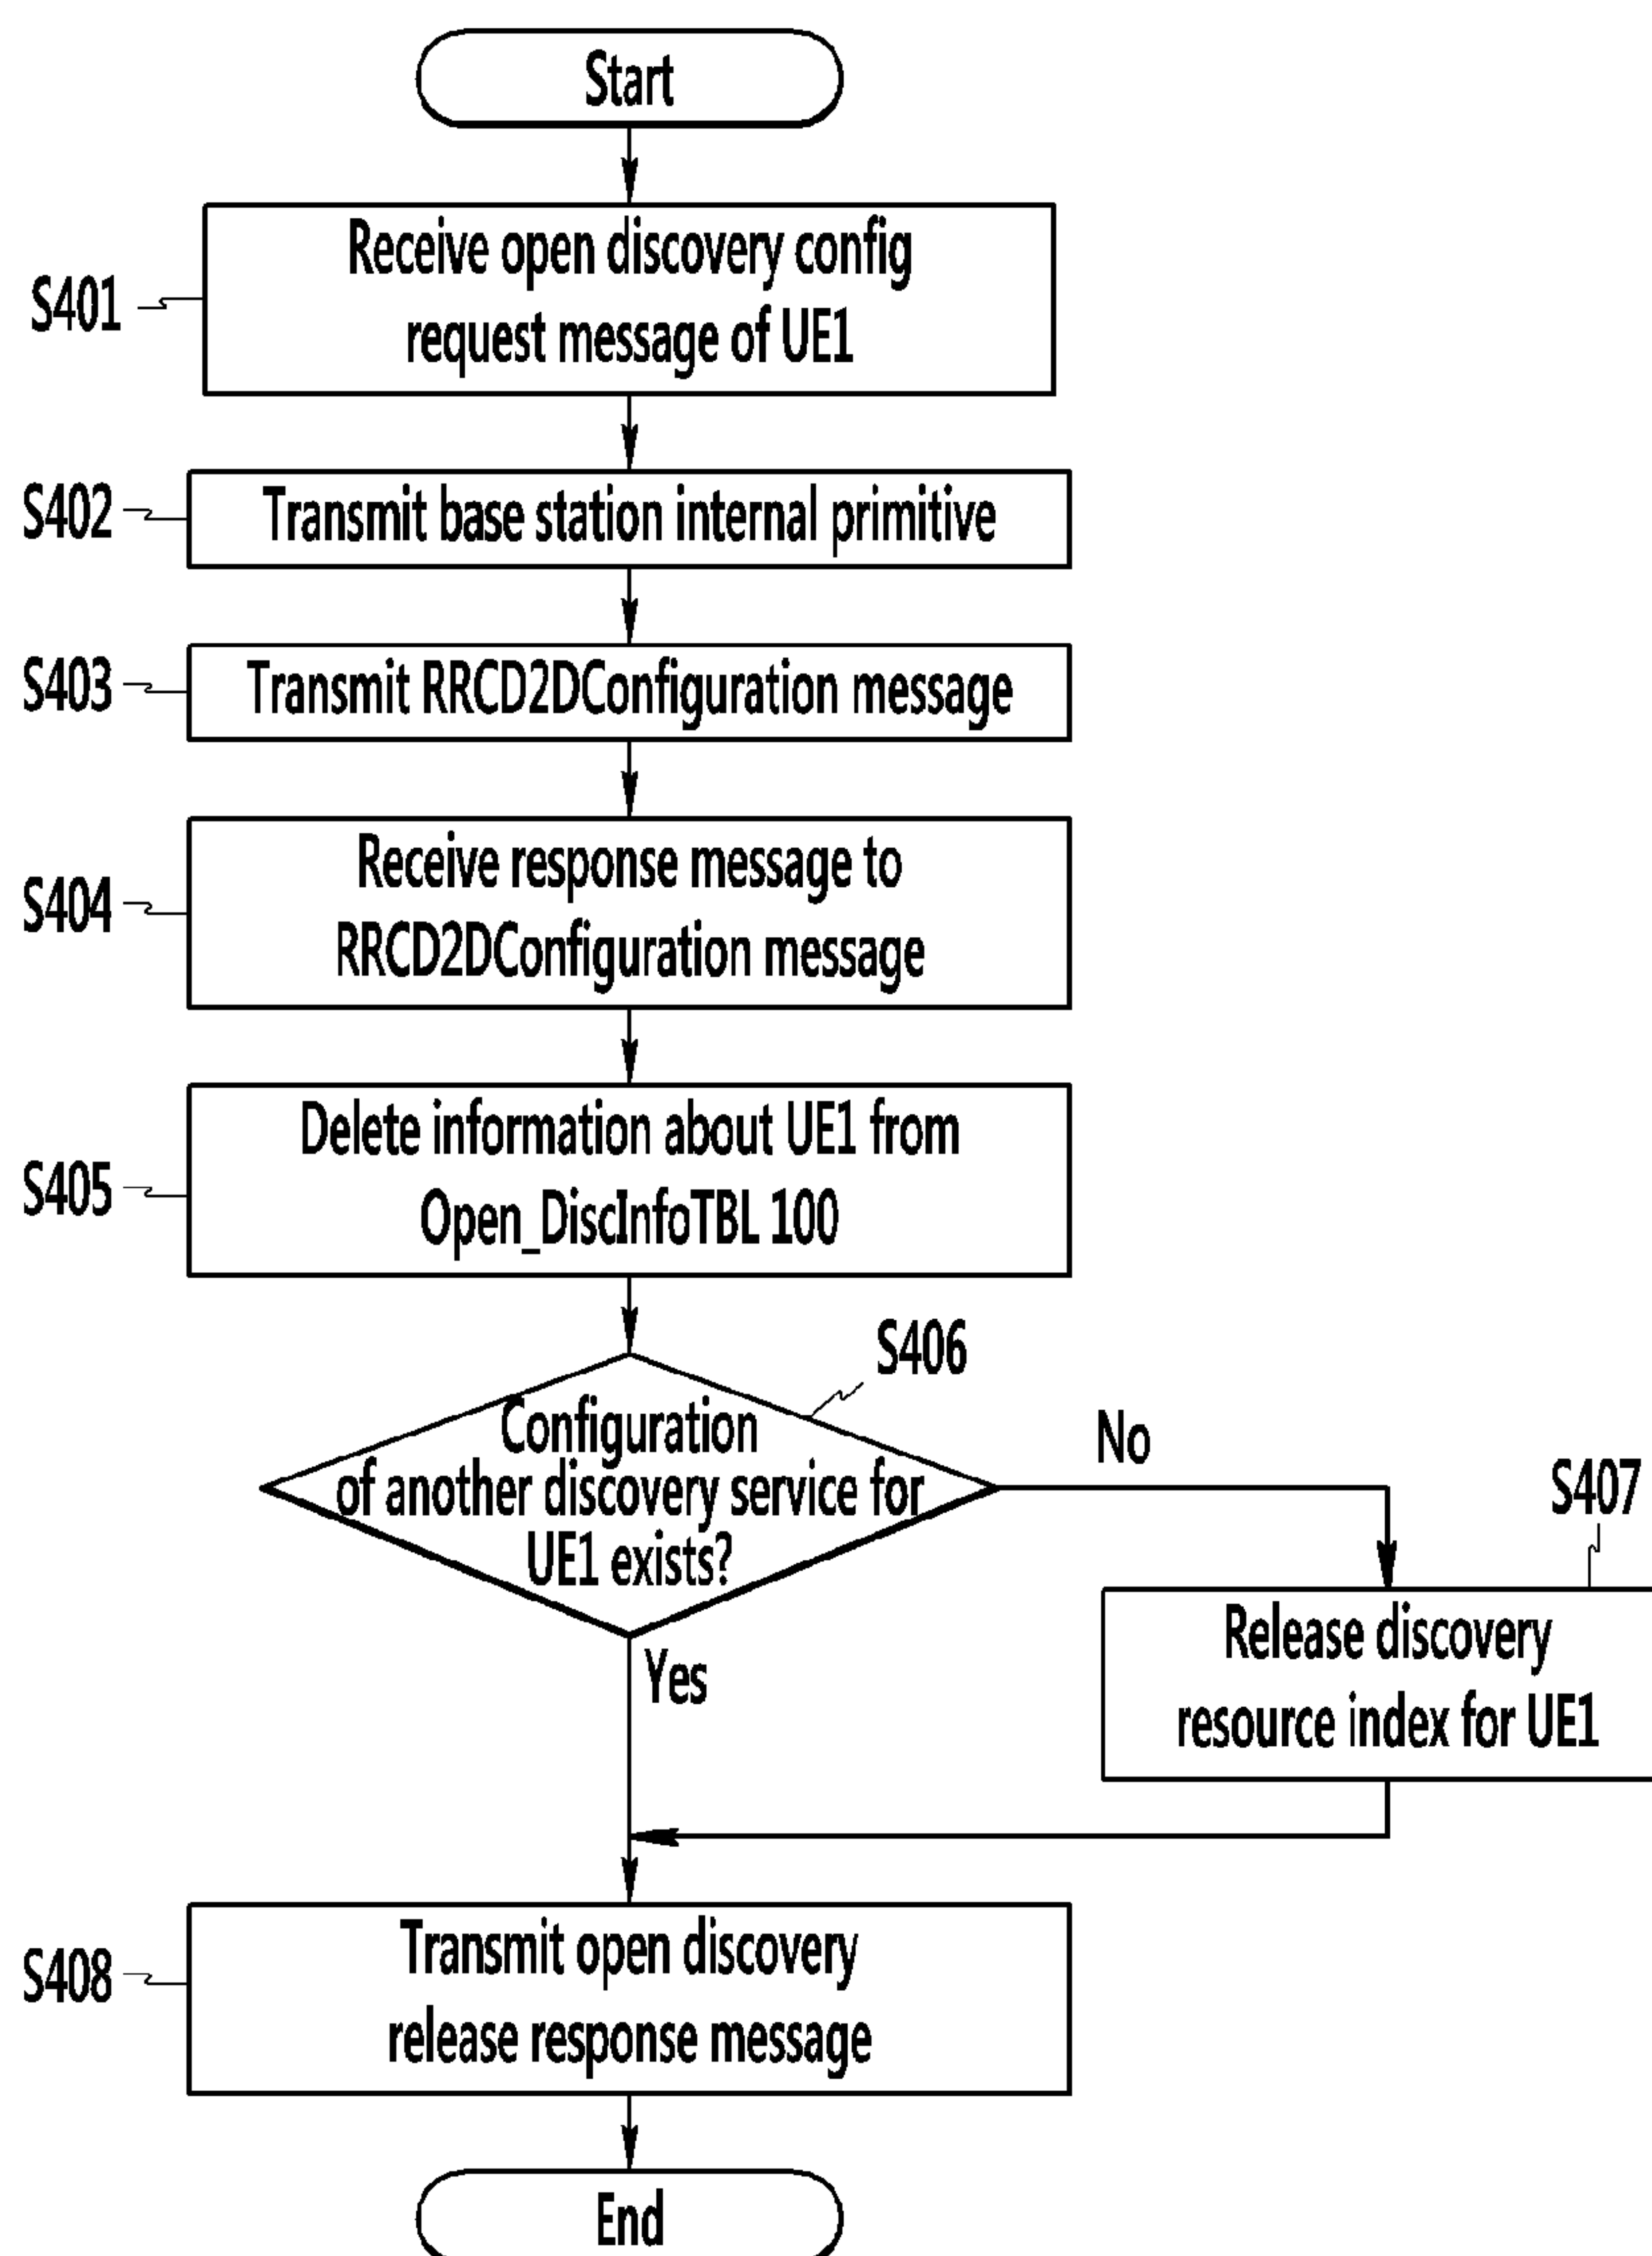 Start
S401
Receive open discovery config
request message of UE1
S402
Transmit base station internal primitive
S403
Transmit RRCD2DConfiguration message
S404
Receive response message to
RRCD2DConfiguration message
S405
Delete information about UE1 from
Open_DiscInfoTBL 100
S406
Configuration
of another discovery service for
UE1 exists?
No
Yes
S407
Release discovery
resource index for UE1
S408
Transmit open discovery
release response message
End